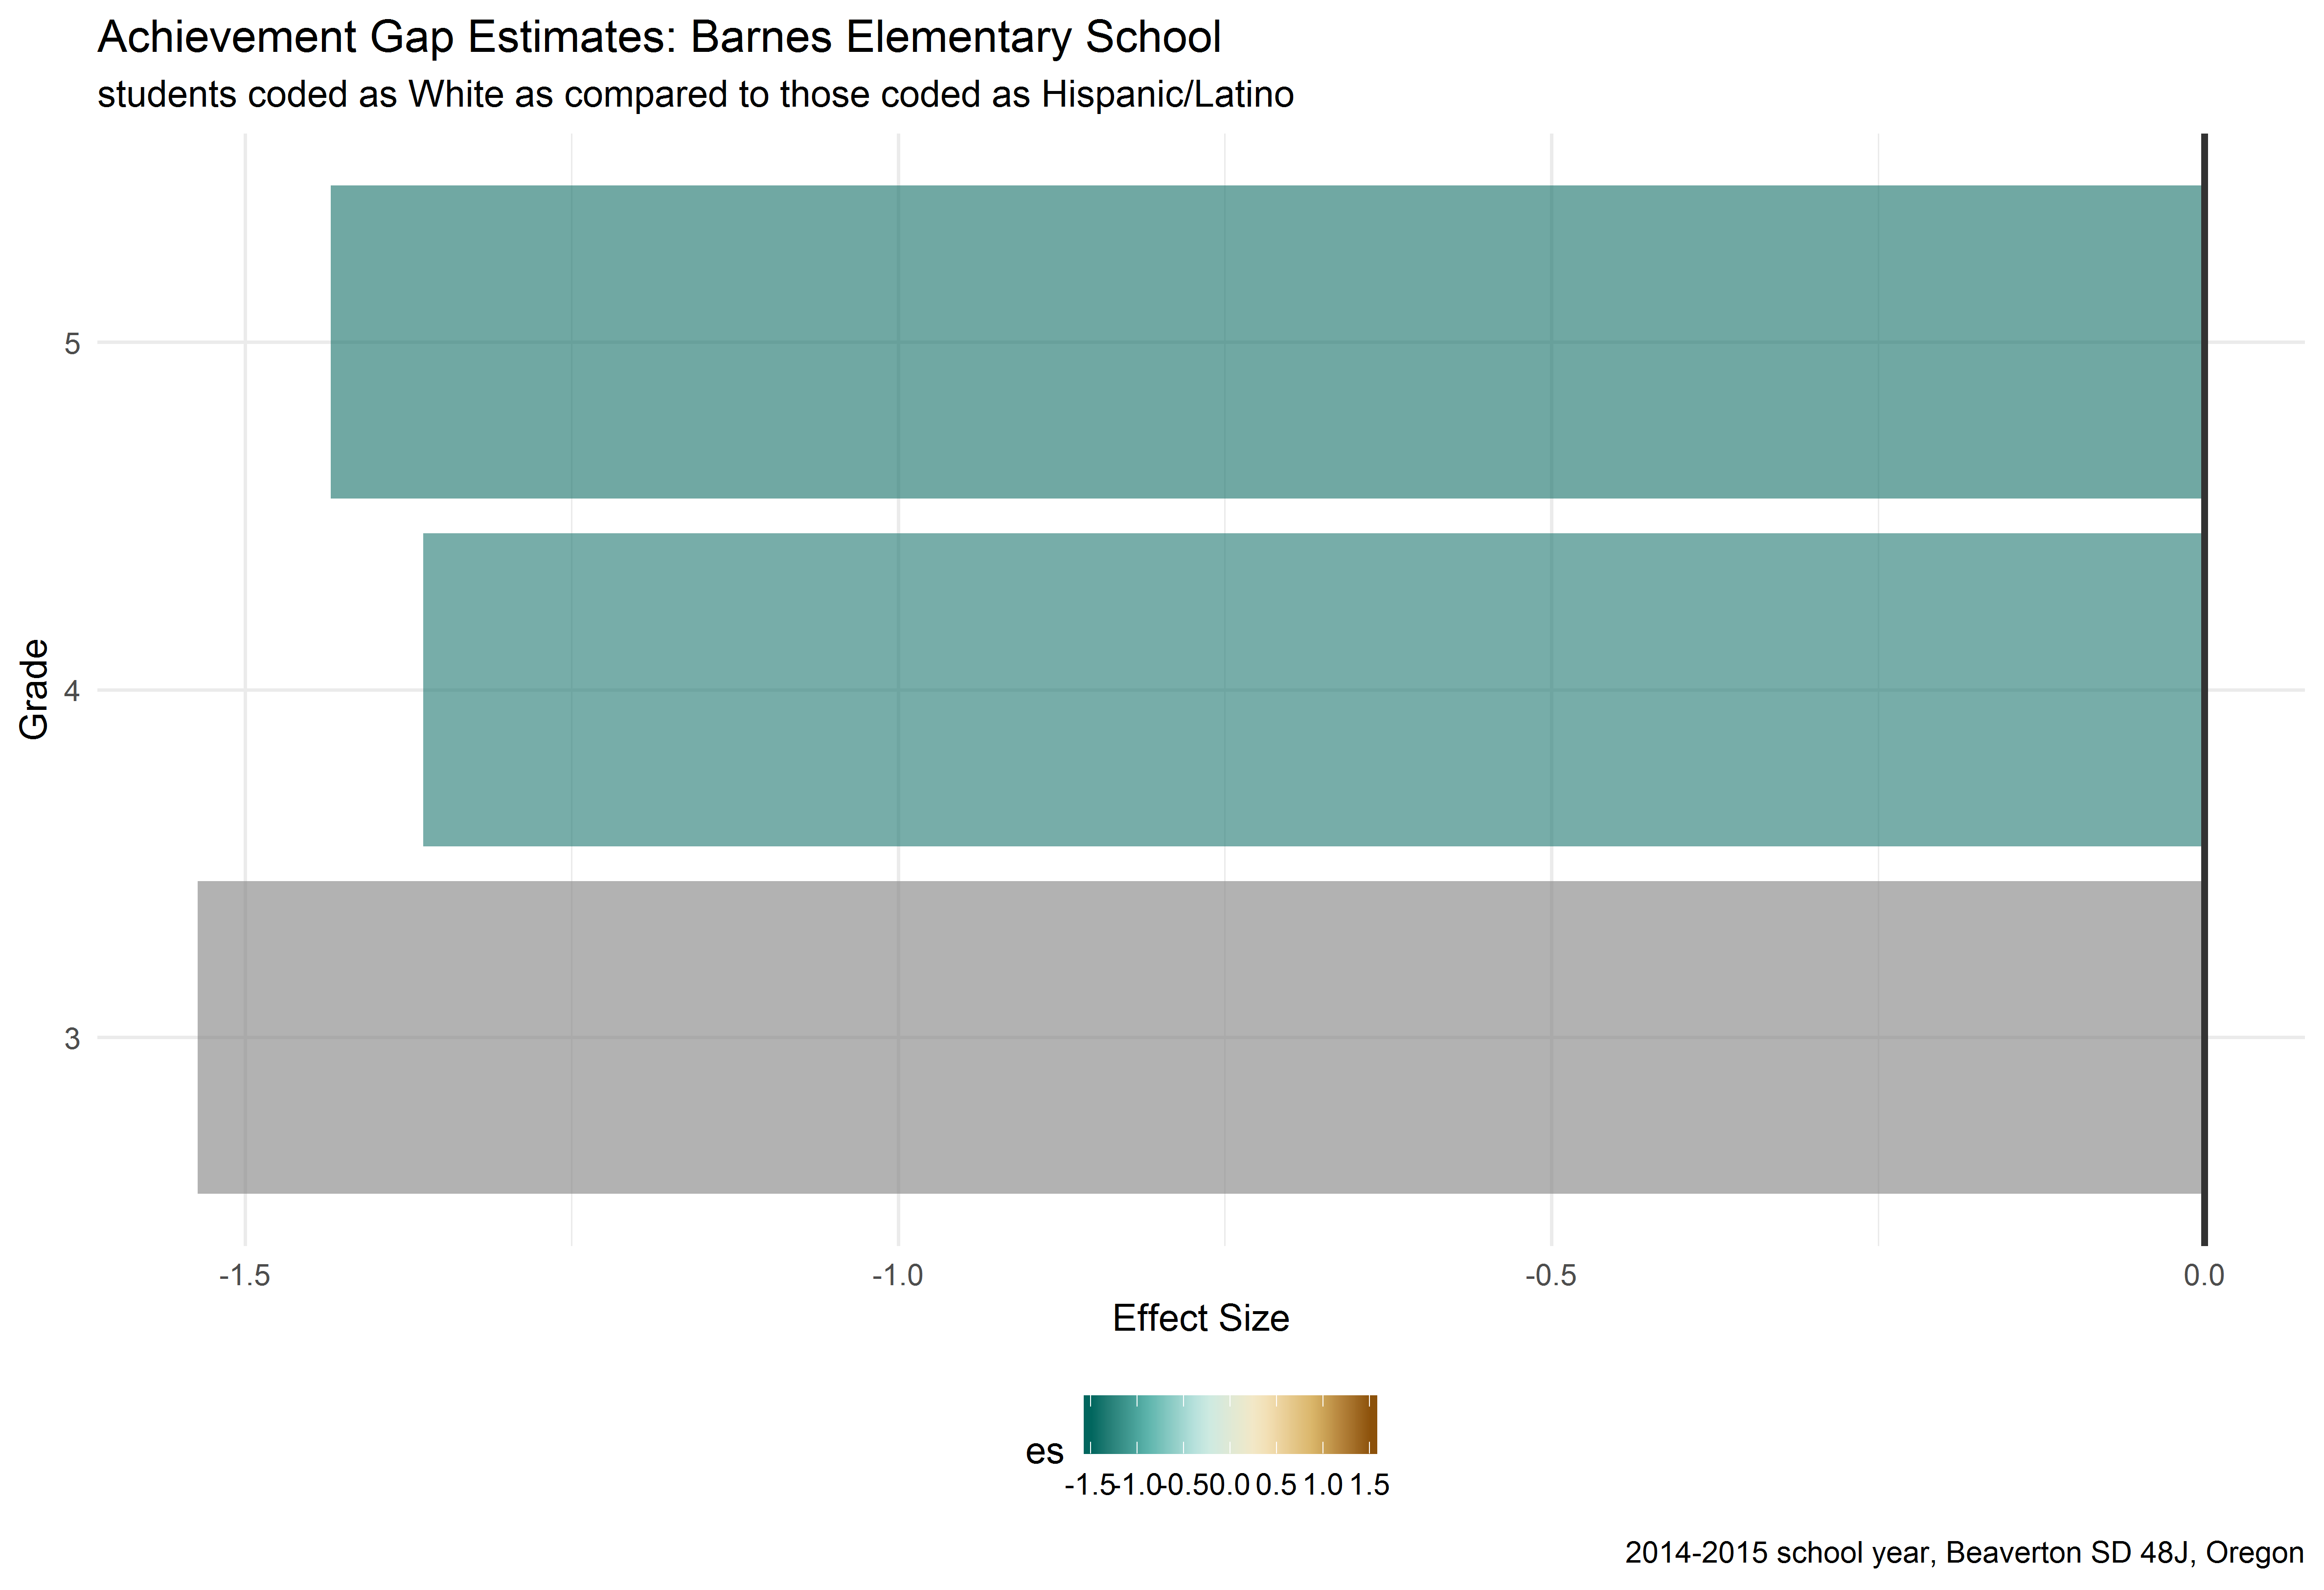 Achievement Gap Estimates: Barnes Elementary School
students coded as White as compared to those coded as Hispanic/Latino
Grade
5
4
3
-1.5 -1.0 -0.5 0.0
Effect Size
es
-1.5 -1.0 -0.5 0.0 0.5 1.0 1.5
2014-2015 school year, Beaverton SD 48J, Oregon